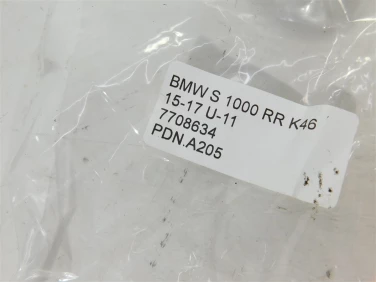 BMW S 1000 RR K46
15-17 U-11
7708634
PDN.A205